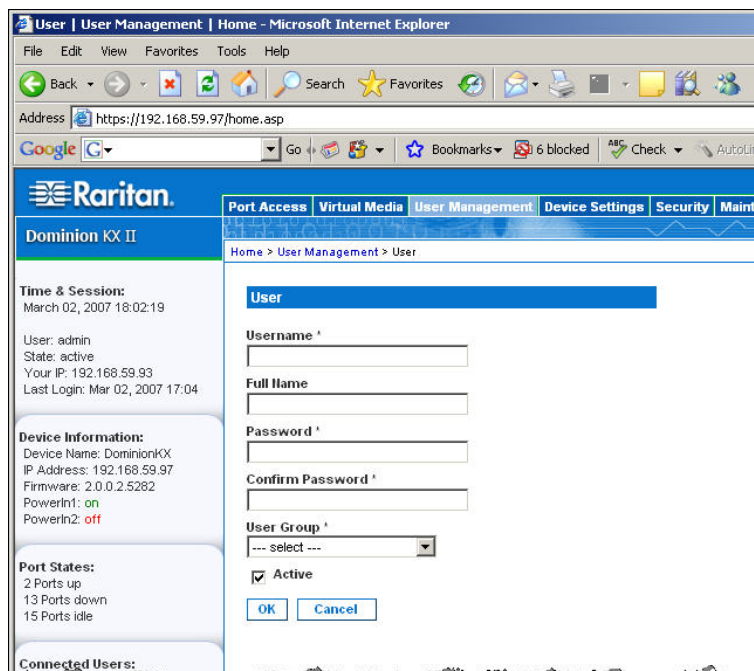 User | User Management | Home - Microsoft Internet Explorer
File Edit View Favorites Tools Help
Back Search Favorites
Address https://192.168.59.97/home.asp
Google G Go Bookmarks 6 blocked ABC Check
Raritan.
Dominion KX II
Port Access Virtual Media User Management Device Settings Security Maint
Home > User Management > User
Time & Session:
March 02, 2007 18:02:19
User: admin
State: active
Your IP: 192.168.59.93
Last Login: Mar 02, 2007 17:04
Device Information:
Device Name: DominionKX
IP Address: 192.168.59.97
Firmware: 2.0.0.2.5282
PowerIn1: on
PowerIn2: off
Port States:
2 Ports up
13 Ports down
15 Ports idle
Connected Users:
User
Username *
Full Name
Password *
Confirm Password *
User Group *
--- select ---
Active
OK Cancel